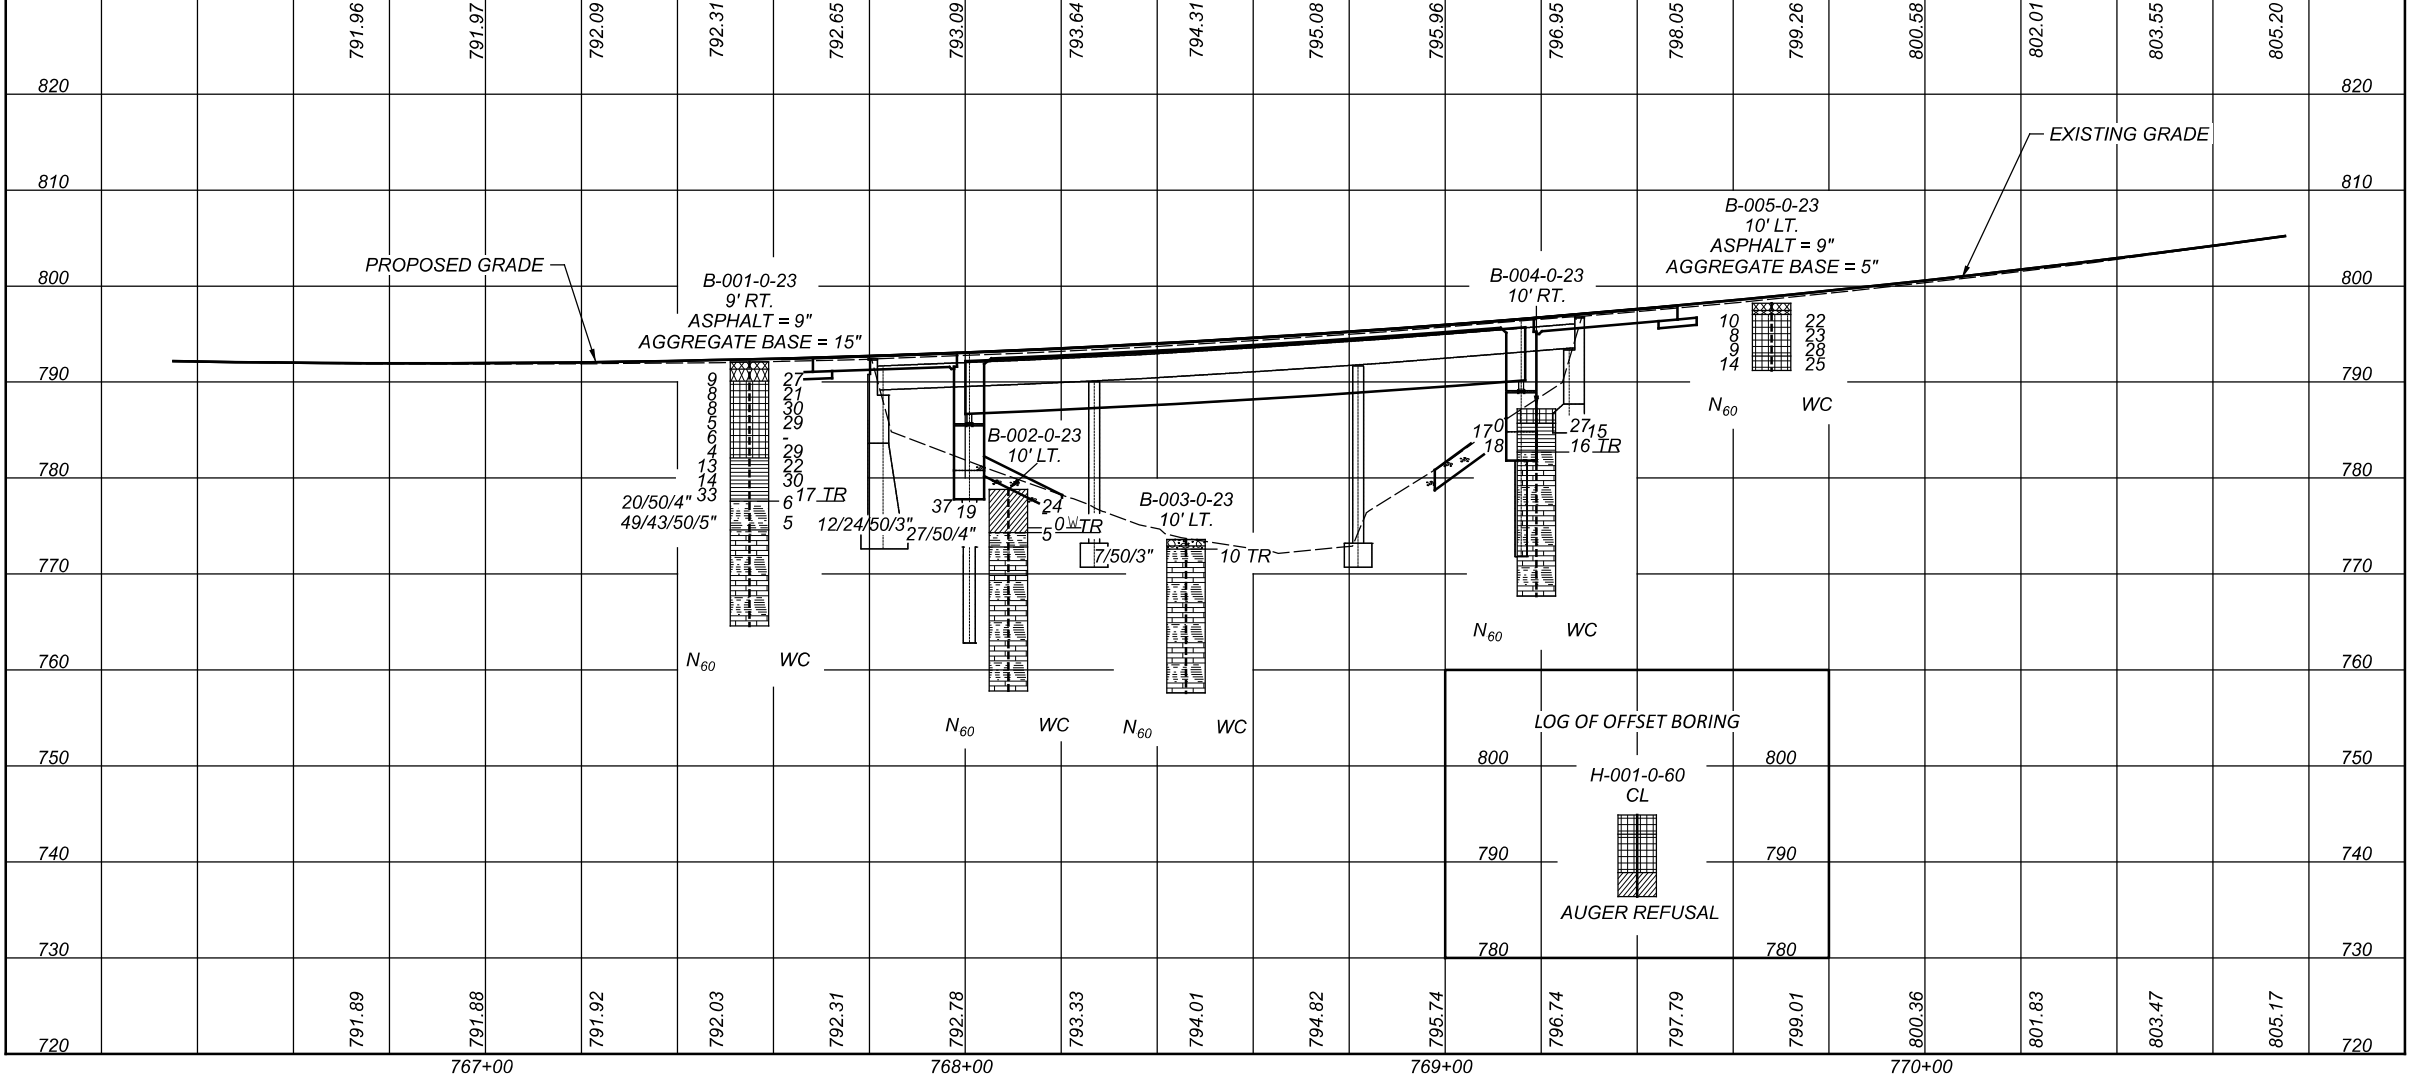 791.96 791.97 792.09 792.31 792.65 793.09 793.64 794.31 795.08 795.96 796.95 798.05 799.26 800.58 802.01 803.55 805.20
820 820
EXISTING GRADE
810 810
B-005-0-23
10' LT.
ASPHALT = 9"
AGGREGATE BASE = 5"
PROPOSED GRADE
800 800
B-001-0-23
9' RT.
ASPHALT = 9"
AGGREGATE BASE = 15"
B-004-0-23
10' RT.
10 22
8 23
9 28
14 25
N60 WC
790 790
9 27
8 21
8 30
5 29
6 -
4 29
13 22
14 30
33 17 TR
20/50/4" 6
49/43/50/5" 5
N60 WC
B-002-0-23
10' LT.
37 24
19 -
12/24/50/3" 0 W TR
27/50/4" 5
N60 WC
B-003-0-23
10' LT.
7/50/3" 10 TR
N60 WC
17 0 27 15
18 16 TR
N60 WC
780 780
770 770
760 760
LOG OF OFFSET BORING
800 800
H-001-0-60
CL
790 790
AUGER REFUSAL
780 780
750 750
740 740
730 730
791.89 791.88 791.92 792.03 792.31 792.78 793.33 794.01 794.82 795.74 796.74 797.79 799.01 800.36 801.83 803.47 805.17
720 720
767+00 768+00 769+00 770+00